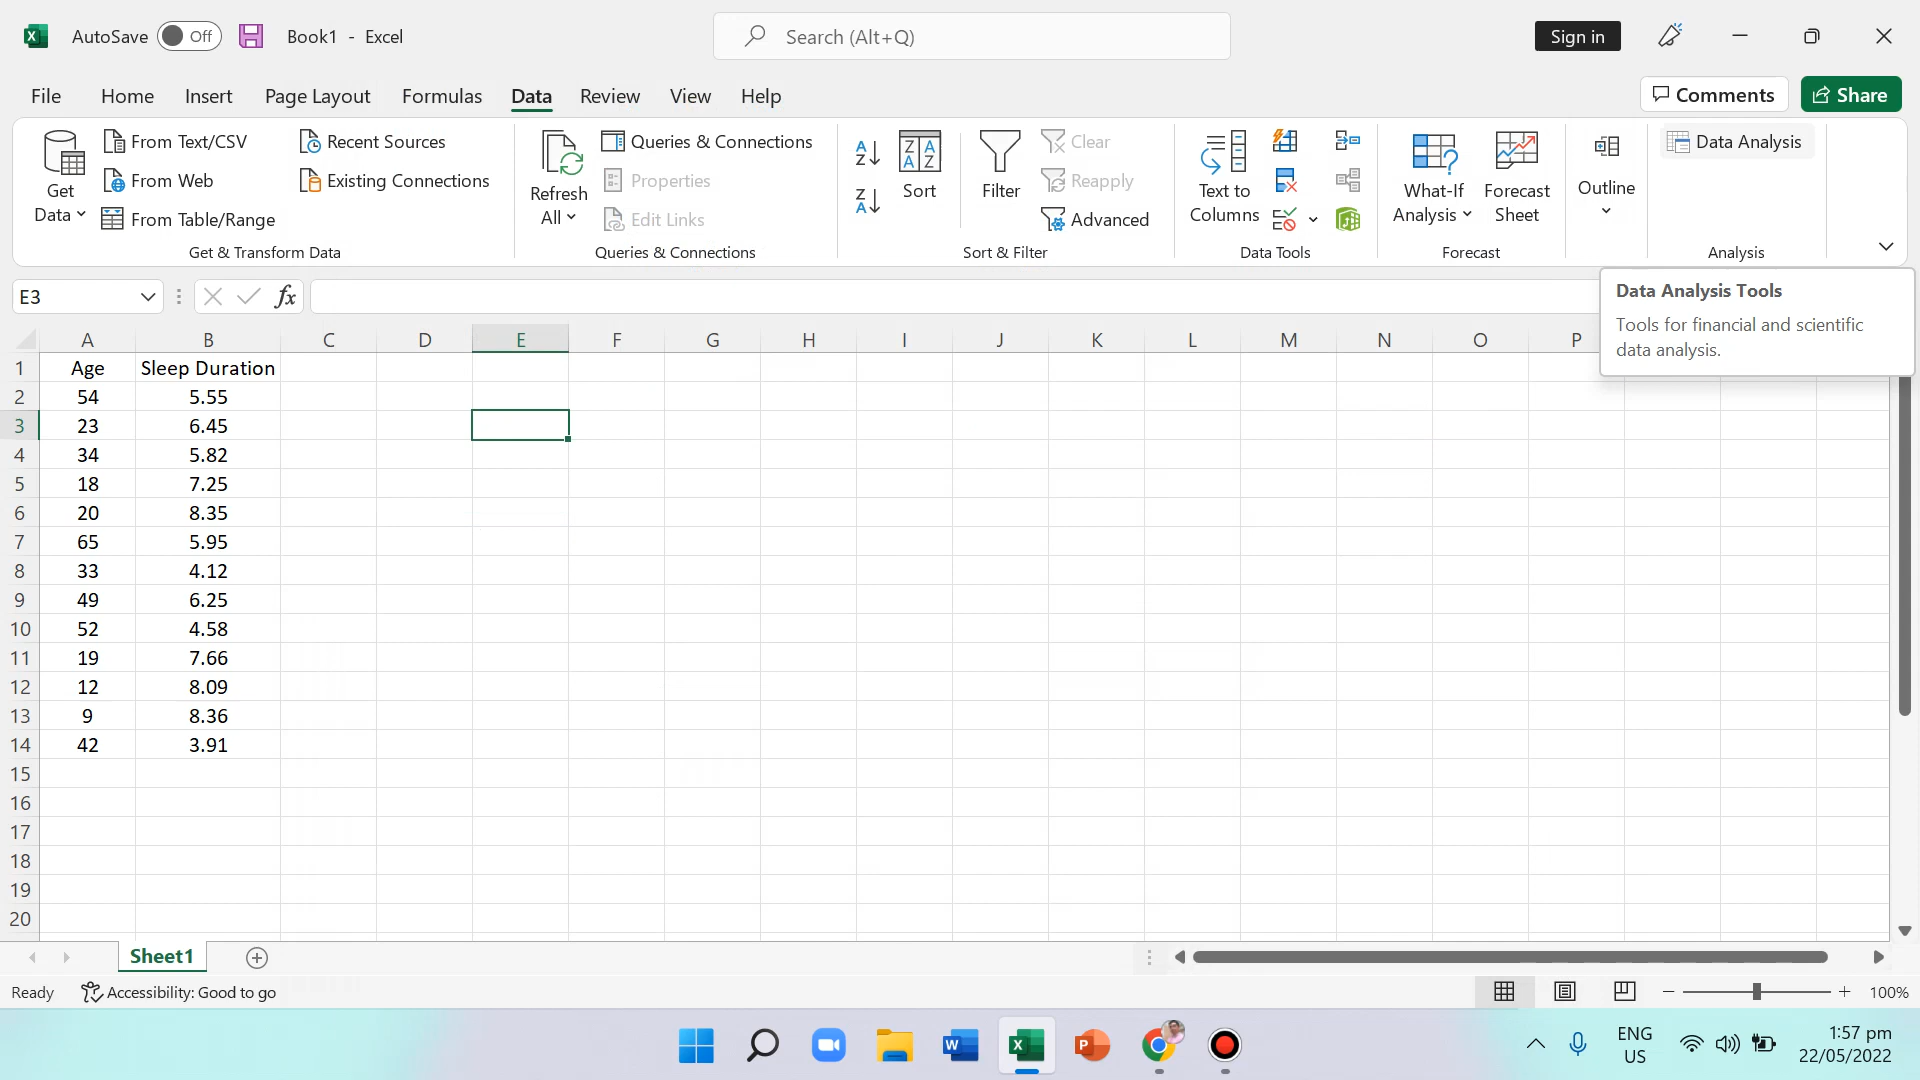 AutoSave Off Book1 - Excel Search (Alt+Q) Sign in
File Home Insert Page Layout Formulas Data Review View Help Comments Share
Get Data
From Text/CSV
From Web
From Table/Range
Recent Sources
Existing Connections
Get & Transform Data
Refresh All
Queries & Connections
Properties
Edit Links
Queries & Connections
Sort
Filter
Clear
Reapply
Advanced
Sort & Filter
Text to
Columns
Data Tools
What-If
Analysis
Forecast
Sheet
Forecast
Outline
Data Analysis
Analysis
E3 fx
Data Analysis Tools
Tools for financial and scientific
data analysis.
A B C D E F G H I J K L M N O P
1 Age Sleep Duration
2 54 5.55
3 23 6.45
4 34 5.82
5 18 7.25
6 20 8.35
7 65 5.95
8 33 4.12
9 49 6.25
10 52 4.58
11 19 7.66
12 12 8.09
13 9 8.36
14 42 3.91
15
16
17
18
19
20
Sheet1
Ready Accessibility: Good to go 100%
ENG
US
1:57 pm
22/05/2022